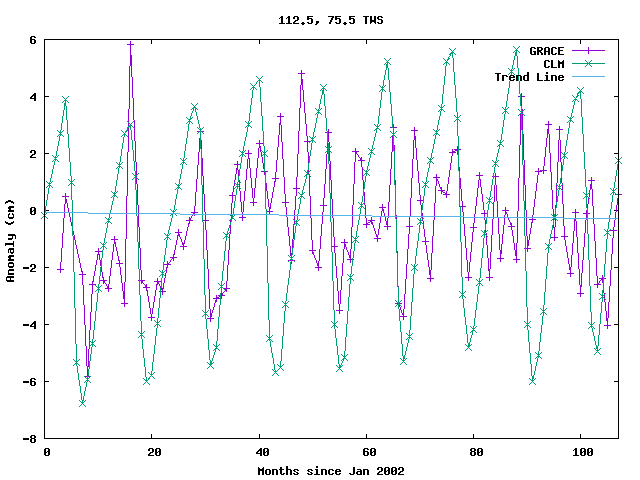 112.5, 75.5 TWS
GRACE
CLM
Trend Line
6
4
2
0
-2
-4
-6
-8
Anomaly (cm)
0 20 40 60 80 100
Months since Jan 2002